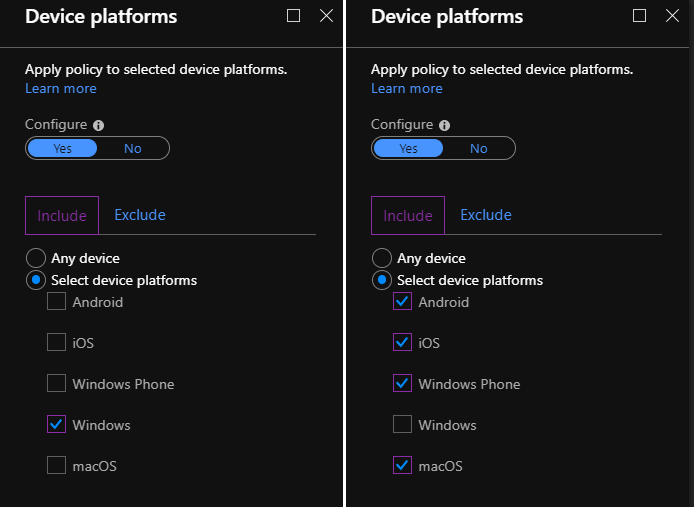 Device platforms
Apply policy to selected device platforms.
Learn more
Configure
Yes No
Include Exclude
Any device
Select device platforms
Android
iOS
Windows Phone
Windows
macOS
Device platforms
Apply policy to selected device platforms.
Learn more
Configure
Yes No
Include Exclude
Any device
Select device platforms
Android
iOS
Windows Phone
Windows
macOS